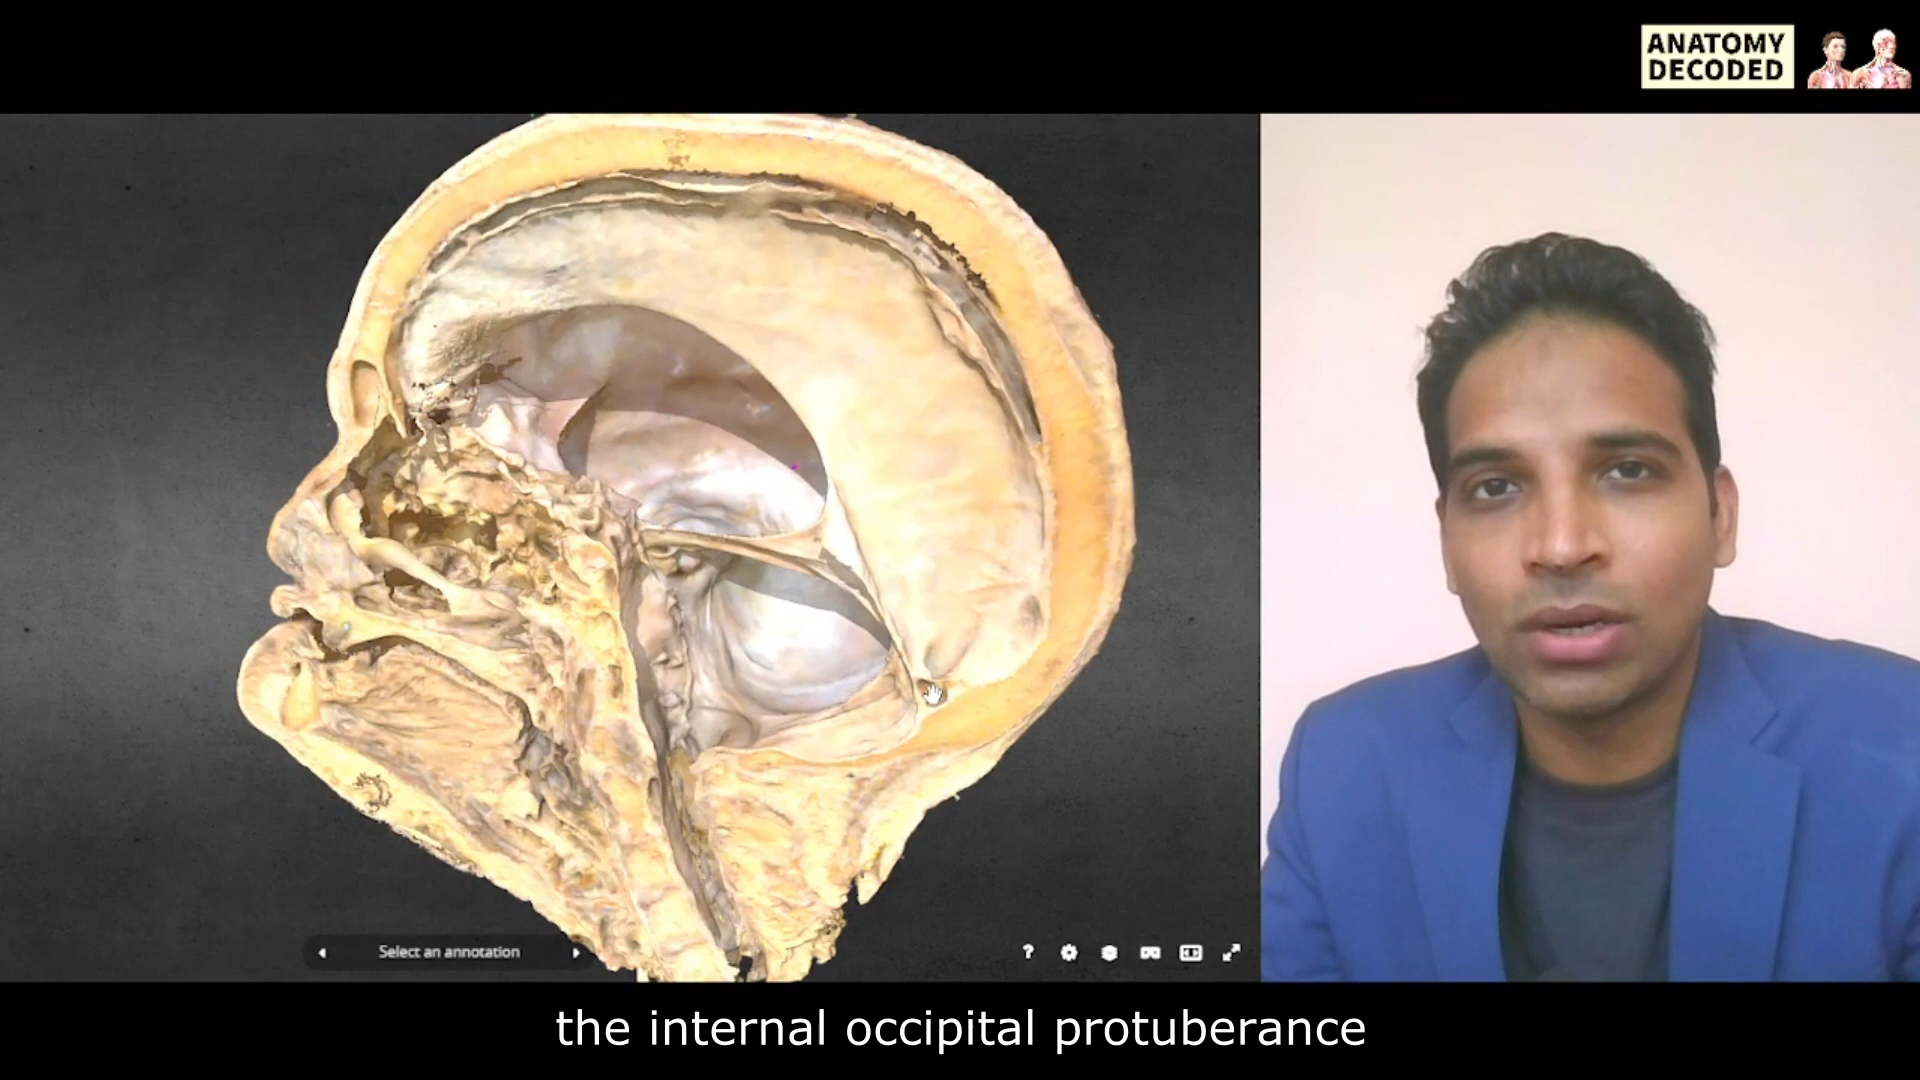 ANATOMY
DECODED
Select an annotation
?
the internal occipital protuberance